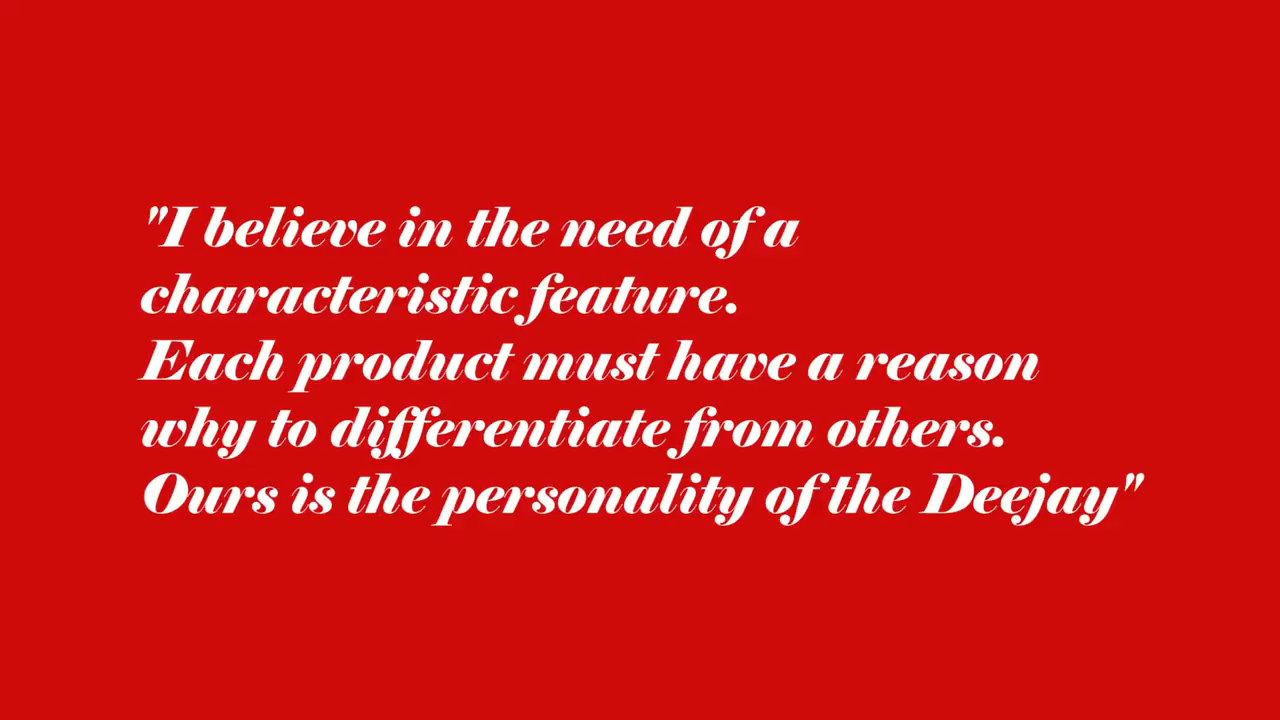 "I believe in the need of a
characteristic feature.
Each product must have a reason
why to differentiate from others.
Ours is the personality of the Deejay"